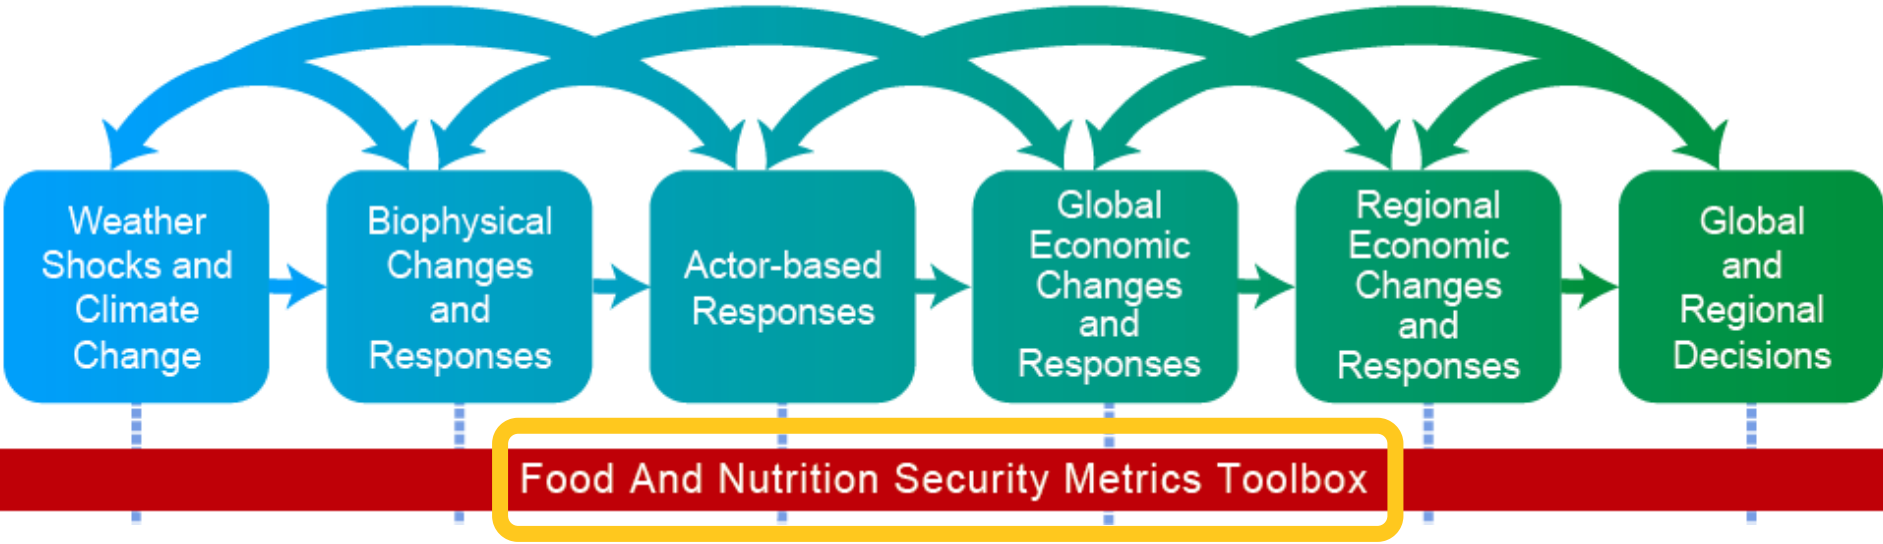 Weather
Shocks and
Climate
Change
Biophysical
Changes
and
Responses
Actor-based
Responses
Global
Economic
Changes
and
Responses
Regional
Economic
Changes
and
Responses
Global
and
Regional
Decisions
Food And Nutrition Security Metrics Toolbox